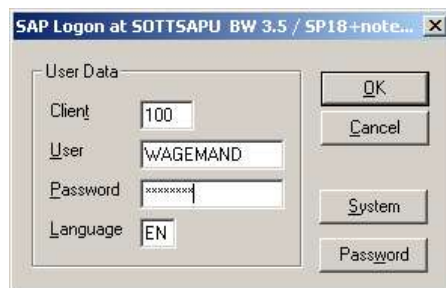 SAP Logon at SOTTSAPU BW 3.5 / SP18+note...
User Data
Client 100
User WAGEMAND
Password ********
Language EN
OK
Cancel
System
Password